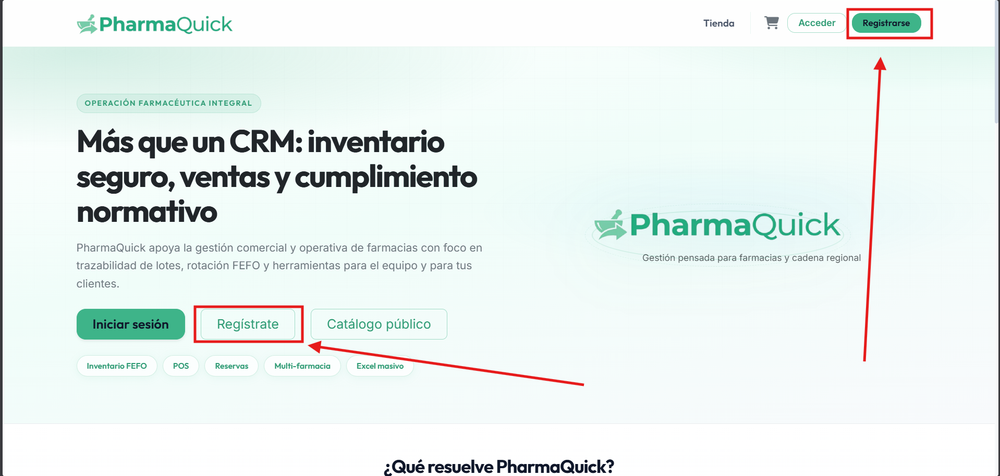 PharmaQuick
Tienda
Acceder
Registrarse
OPERACIÓN FARMACÉUTICA INTEGRAL
Más que un CRM: inventario
seguro, ventas y cumplimiento
normativo
PharmaQuick apoya la gestión comercial y operativa de farmacias con foco en
trazabilidad de lotes, rotación FEFO y herramientas para el equipo y para tus
clientes.
Iniciar sesión
Regístrate
Catálogo público
Inventario FEFO
POS
Reservas
Multi-farmacia
Excel masivo
PharmaQuick
Gestión pensada para farmacias y cadena regional
¿Qué resuelve PharmaQuick?